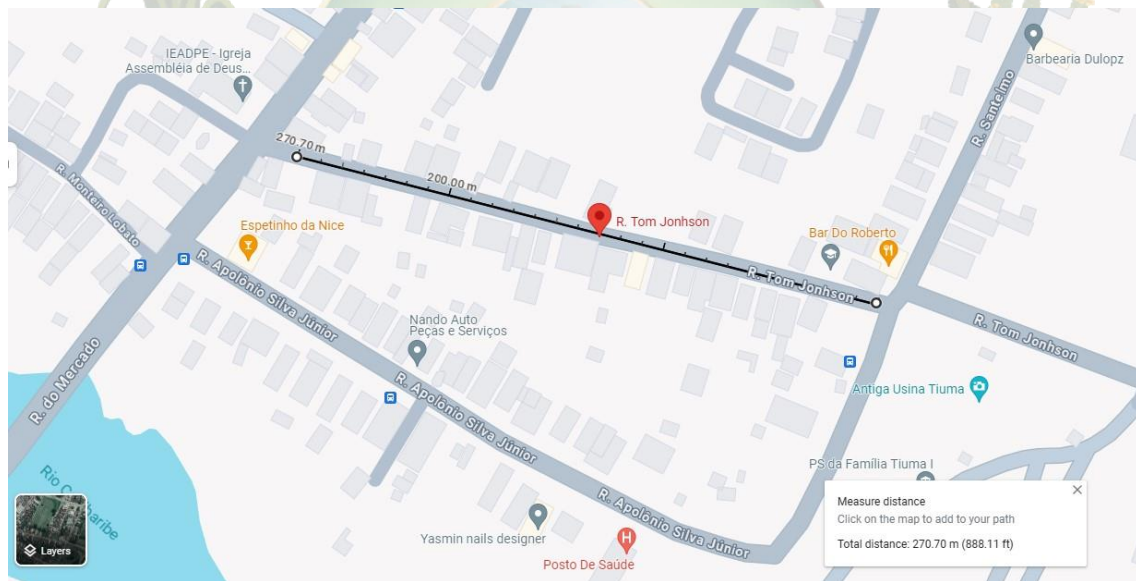 IEADPE - Igreja
Assembléia de Deus...
Barbearia Dulopz
R. Santelmo
270.70 m
R. Monteiro Lobato
200.00 m
R. Tom Jonhson
Espetinho da Nice
Bar Do Roberto
R. Apolônio Silva Júnior
R. Tom Jonhson
R. Tom Jonhson
Nando Auto
Peças e Serviços
R. do Mercado
R. Apolônio Silva Júnior
Antiga Usina Tiuma
PS da Família Tiuma I
Rio C
haribe
Layers
R. Apolônio Silva Júnior
Yasmin nails designer
Posto De Saúde
H
Measure distance
Click on the map to add to your path
Total distance: 270.70 m (888.11 ft)